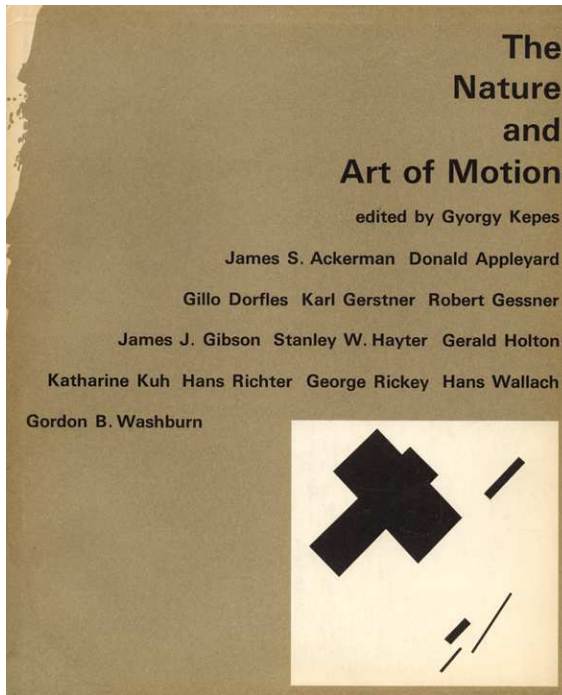 The
Nature
and
Art of Motion
edited by Gyorgy Kepes
James S. Ackerman Donald Appleyard
Gillo Dorfles Karl Gerstner Robert Gessner
James J. Gibson Stanley W. Hayter Gerald Holton
Katharine Kuh Hans Richter George Rickey Hans Wallach
Gordon B. Washburn